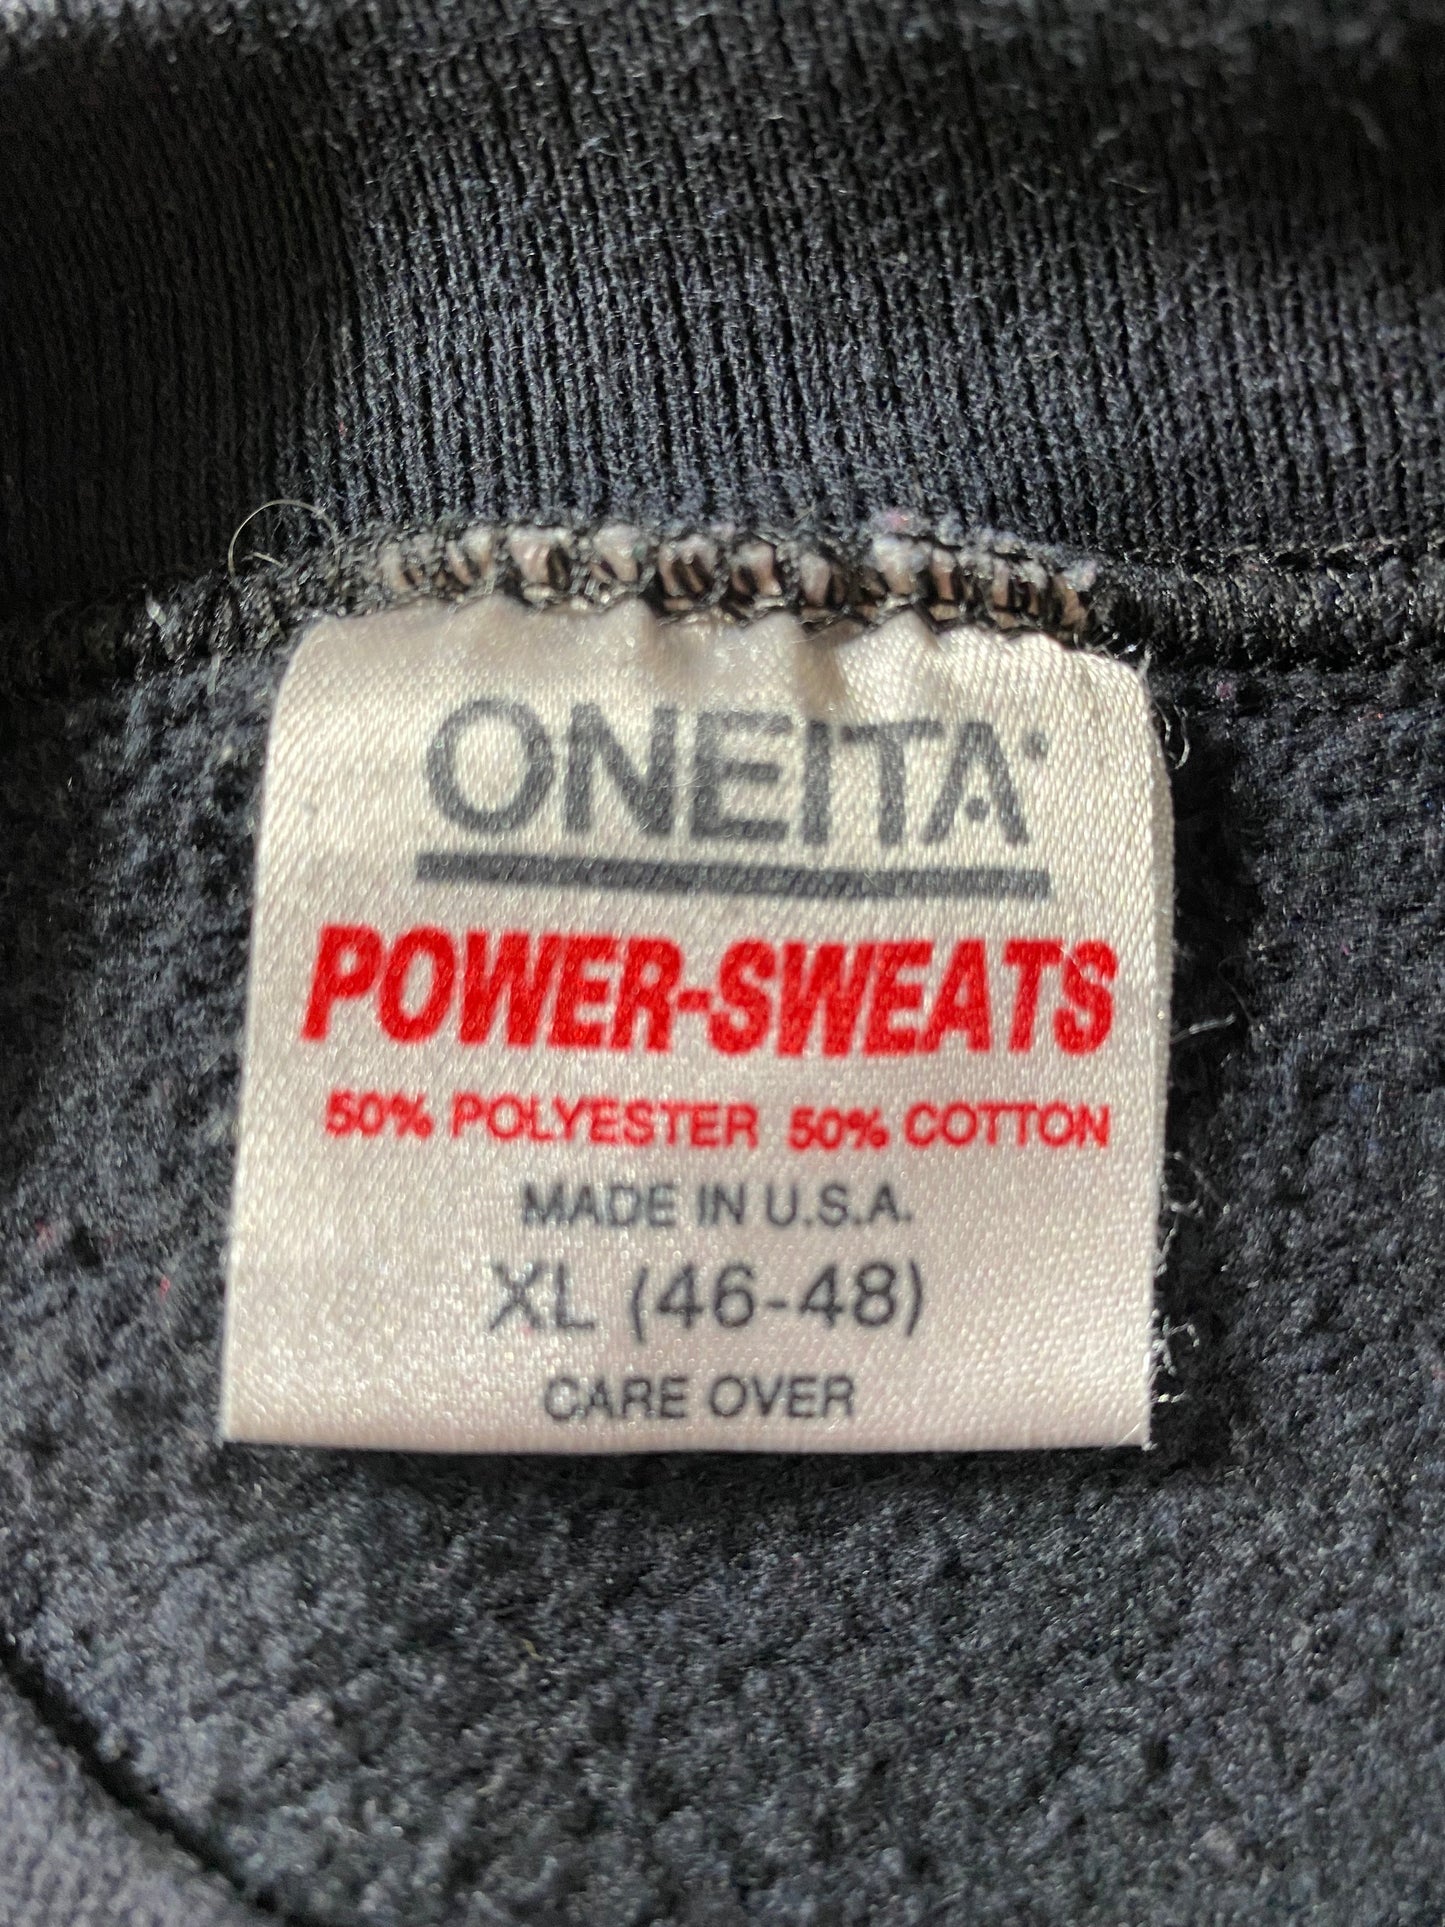 ONEITA
POWER-SWEATS
50% POLYESTER 50% COTTON
MADE IN U.S.A.
XL (46-48)
CARE OVER